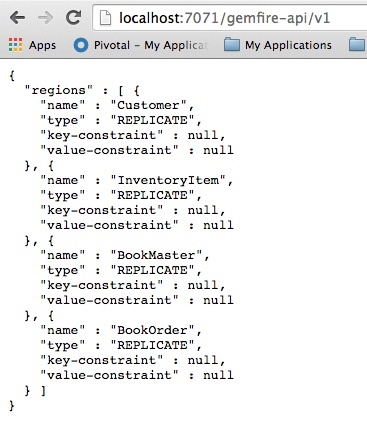 localhost:7071/gemfire-api/v1
Apps Pivotal – My Applica My Applications
{
  "regions" : [ {
    "name" : "Customer",
    "type" : "REPLICATE",
    "key-constraint" : null,
    "value-constraint" : null
  }, {
    "name" : "InventoryItem",
    "type" : "REPLICATE",
    "key-constraint" : null,
    "value-constraint" : null
  }, {
    "name" : "BookMaster",
    "type" : "REPLICATE",
    "key-constraint" : null,
    "value-constraint" : null
  }, {
    "name" : "BookOrder",
    "type" : "REPLICATE",
    "key-constraint" : null,
    "value-constraint" : null
  } ]
}